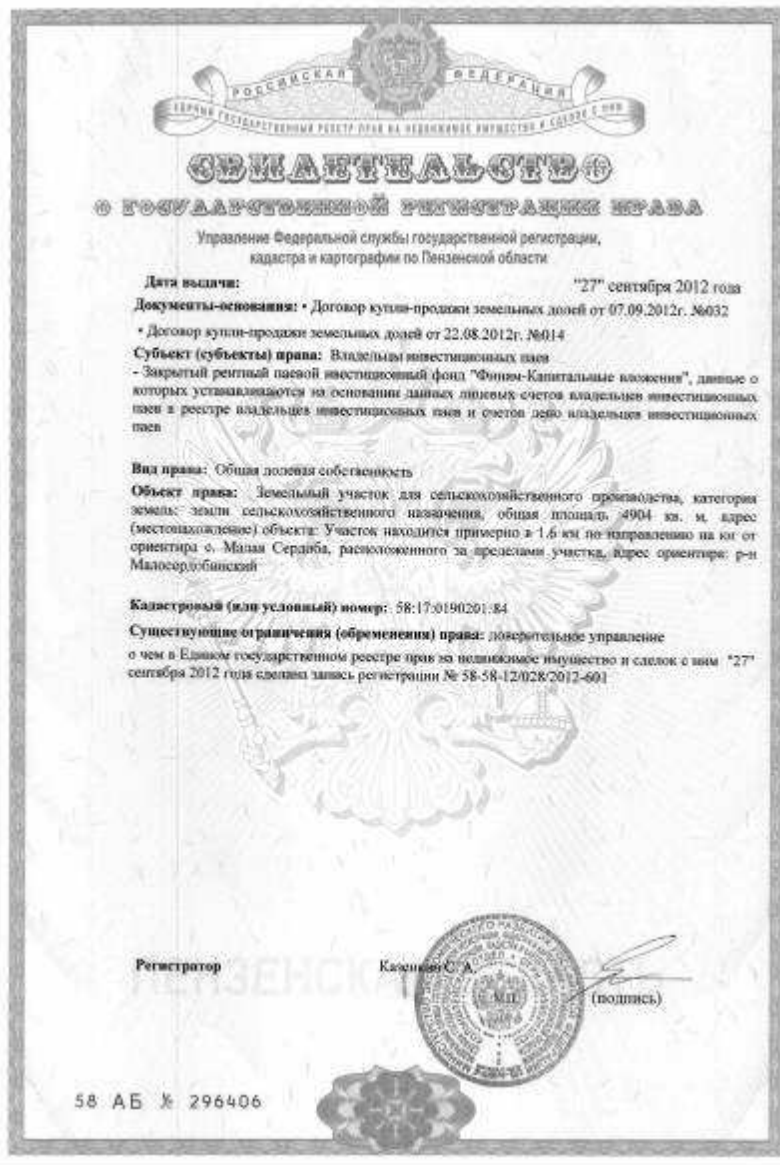 РОССИЙСКАЯ ФЕДЕРАЦИЯ
ЕДИНЫЙ ГОСУДАРСТВЕННЫЙ РЕЕСТР ПРАВ НА НЕДВИЖИМОЕ ИМУЩЕСТВО И СДЕЛОК С НИМ
СВИДЕТЕЛЬСТВО
О ГОСУДАРСТВЕННОЙ РЕГИСТРАЦИИ ПРАВА
Управление Федеральной службы государственной регистрации,
кадастра и картографии по Пензенской области
Дата выдачи: "27" сентября 2012 года
Документы-основания: • Договор купли-продажи земельных долей от 07.09.2012г. №032
• Договор купли-продажи земельных долей от 22.08.2012г. №014
Субъект (субъекты) права: Владельцы инвестиционных паев
- Закрытый рентный паевой инвестиционный фонд "Финам-Капитальные вложения", данные о
которых устанавливаются на основании данных лицевых счетов владельцев инвестиционных
паев в реестре владельцев инвестиционных паев и счетов депо владельцев инвестиционных
паев
Вид права: Общая долевая собственность
Объект права: Земельный участок для сельскохозяйственного производства, категория
земель: земли сельскохозяйственного назначения, общая площадь 4904 кв. м, адрес
(местонахождение) объекта: Участок находится примерно в 1.6 км по направлению на юг от
ориентира с. Малая Сердоба, расположенного за пределами участка, адрес ориентира: р-н
Малосердобинский
Кадастровый (или условный) номер: 58:17:0190201:84
Существующие ограничения (обременения) права: доверительное управление
о чем в Едином государственном реестре прав на недвижимое имущество и сделок с ним "27"
сентября 2012 года сделана запись регистрации № 58-58-12/028/2012-601
Регистратор С. А.
М.П.
(подпись)
58 АБ № 296406